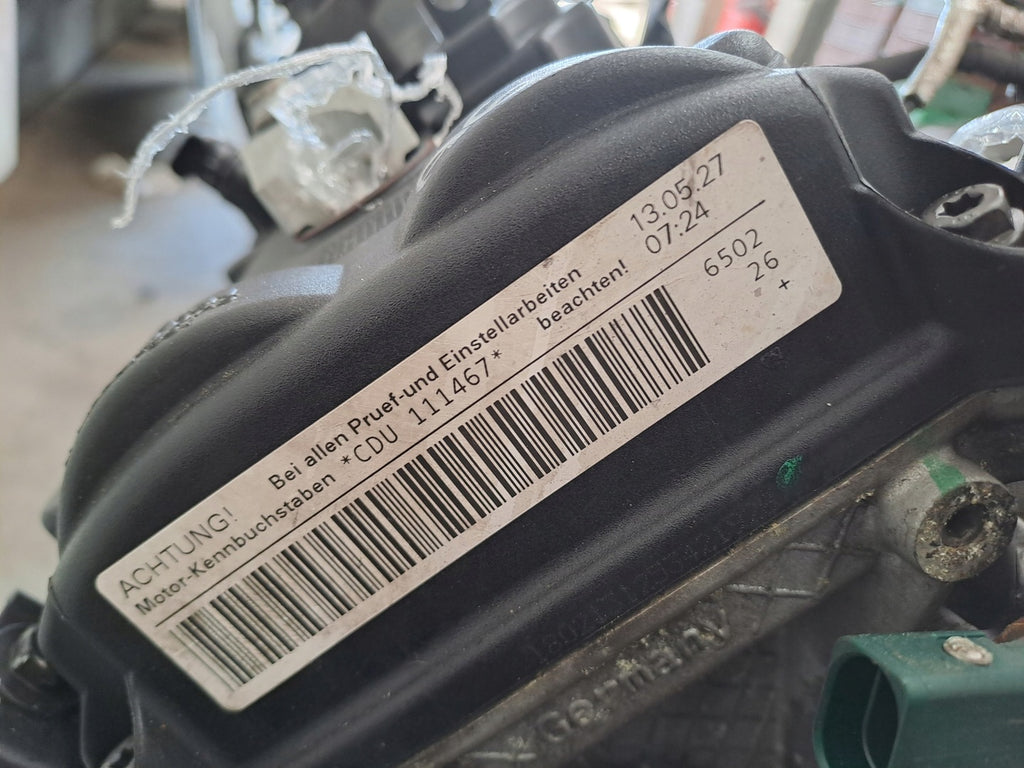 ACHTUNG!
Bei allen Pruef-und Einstellarbeiten
13.05.27
Motor-Kennbuchstaben *CDU 111467*
beachten!
07:24
6502
26
+
Germany